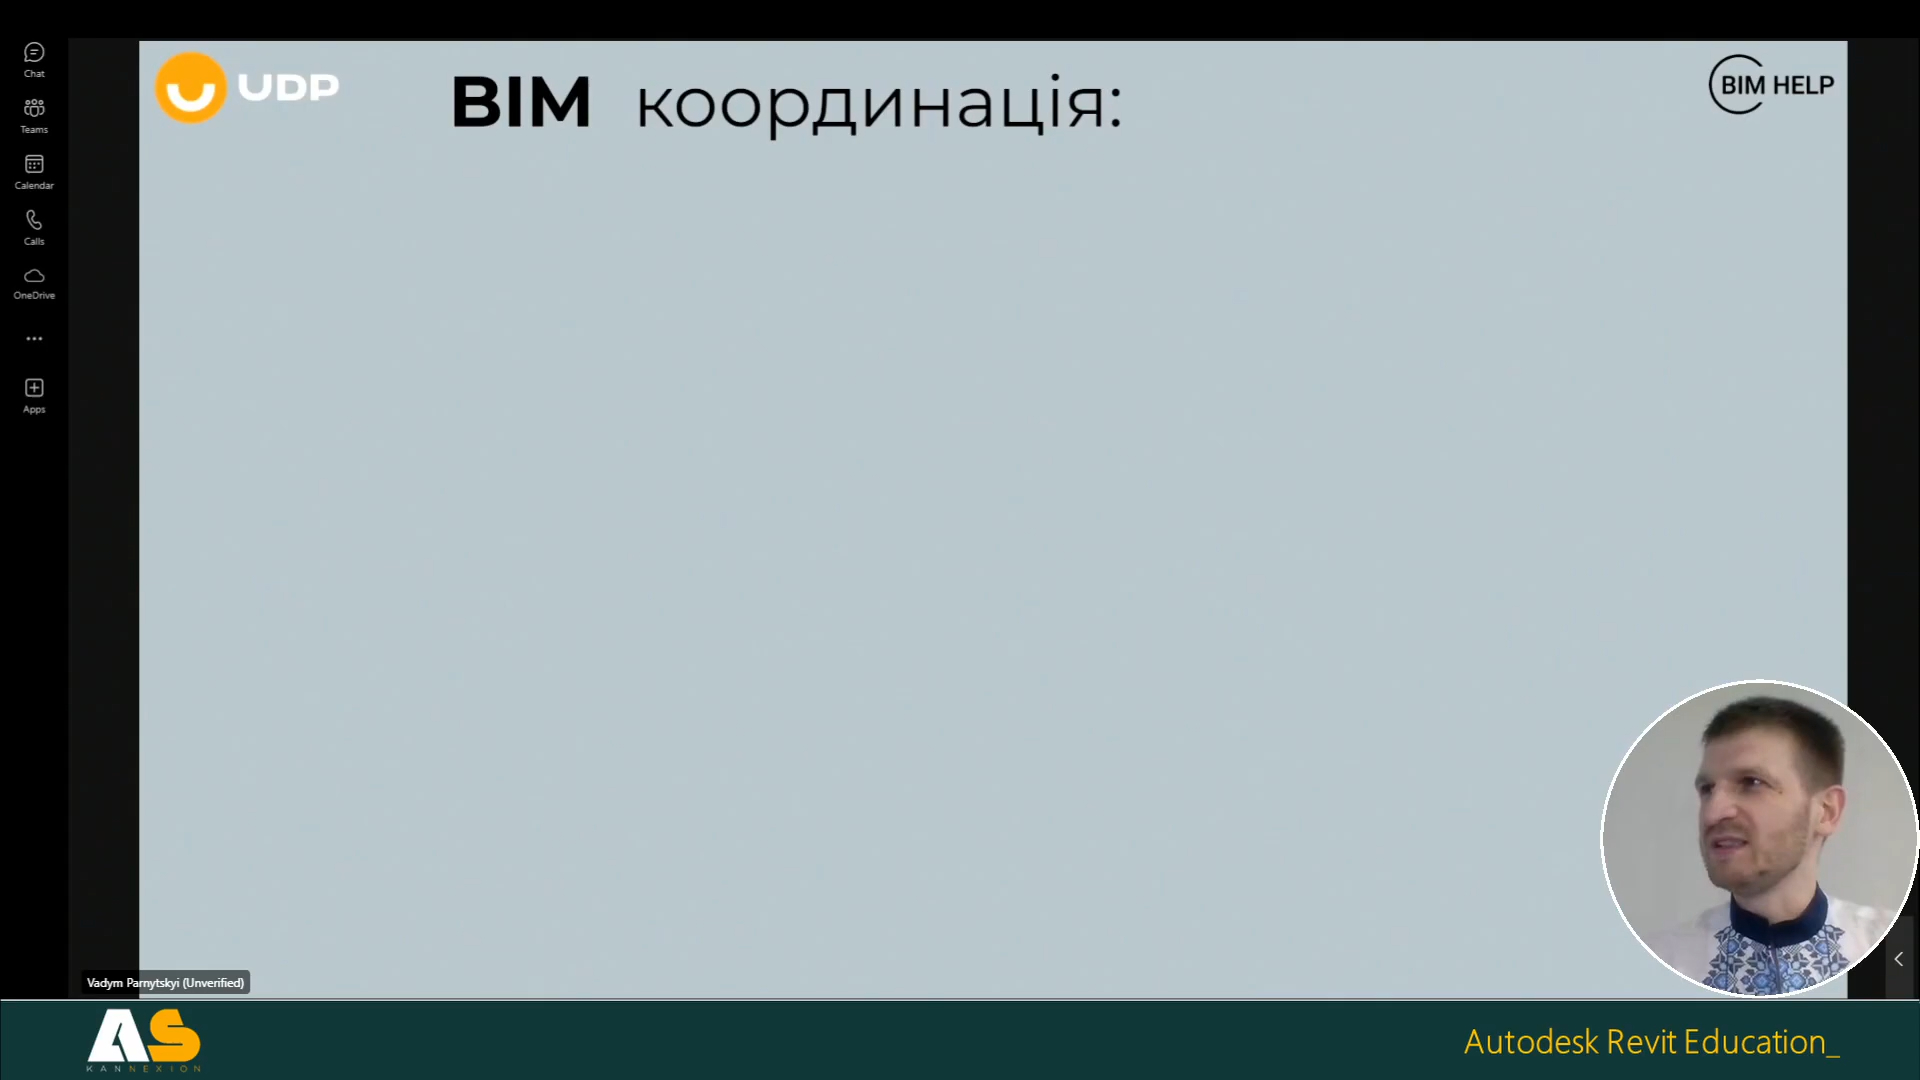 Chat
Teams
Calendar
Calls
OneDrive
Apps
UDP
BIM координація:
BIM HELP
Vadym Parnytskyi (Unverified)
AS
KANNEXION
Autodesk Revit Education_